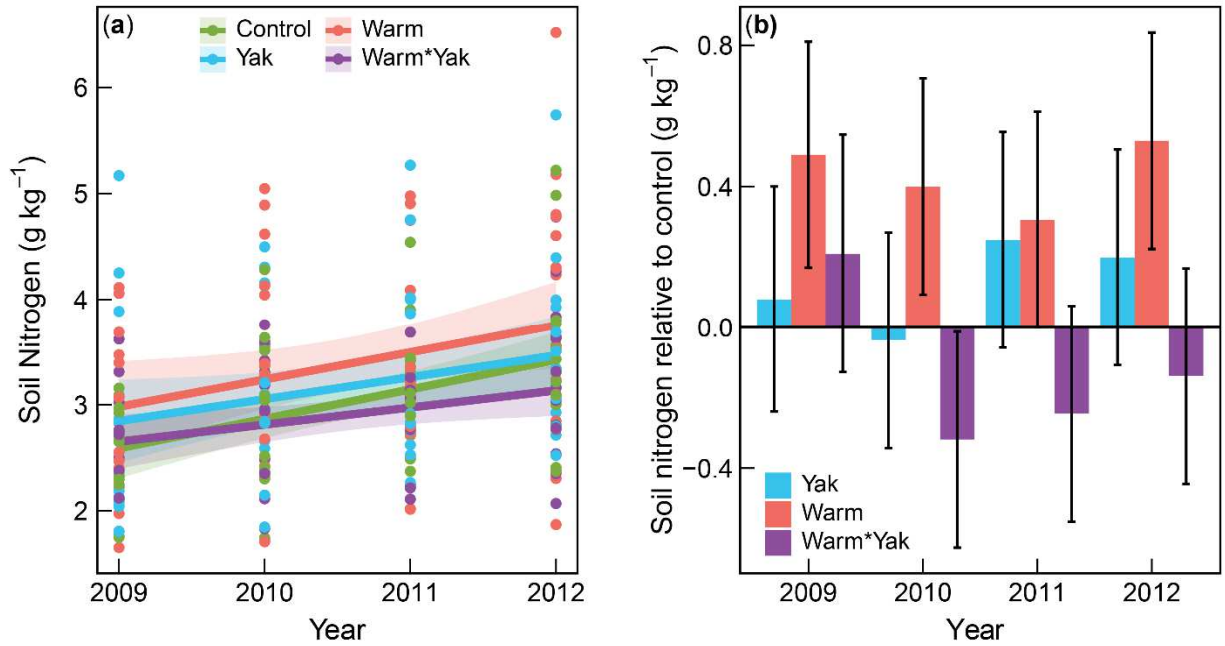 (a)
Control
Warm
Yak
Warm*Yak
6
5
4
3
2
Soil Nitrogen (g kg⁻¹)
2009 2010 2011 2012
Year
(b)
0.8
0.4
0.0
−0.4
Soil nitrogen relative to control (g kg⁻¹)
Yak
Warm
Warm*Yak
2009 2010 2011 2012
Year